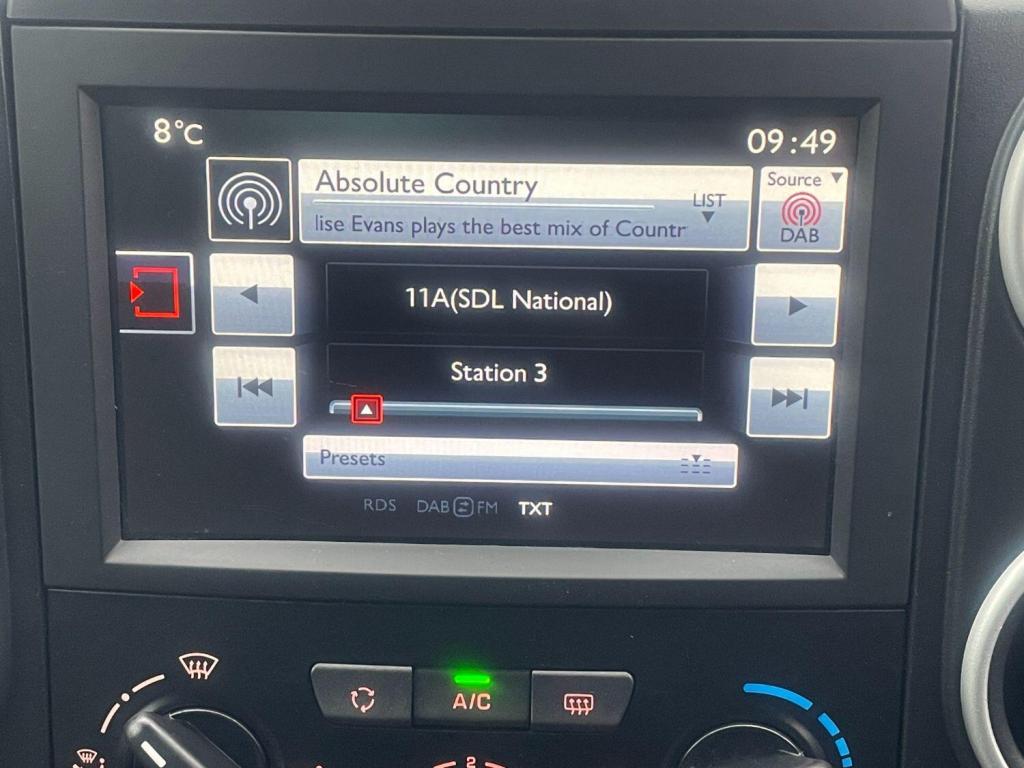 8°C
09:49
Absolute Country
LIST
lise Evans plays the best mix of Countr
Source
DAB
11A(SDL National)
Station 3
Presets
RDS DAB FM TXT
A/C
2